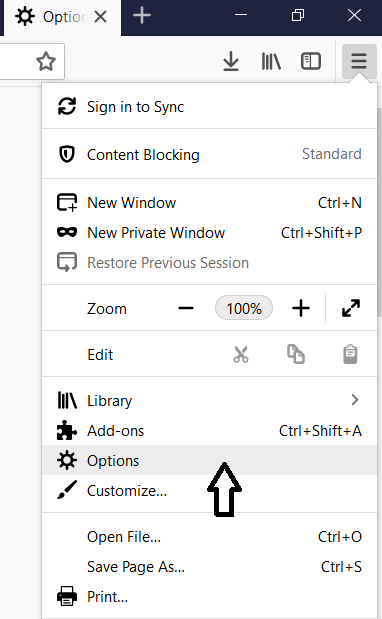 Option
Sign in to Sync
Content Blocking Standard
New Window Ctrl+N
New Private Window Ctrl+Shift+P
Restore Previous Session
Zoom 100%
Edit
Library
Add-ons Ctrl+Shift+A
Options
Customize...
Open File... Ctrl+O
Save Page As... Ctrl+S
Print...